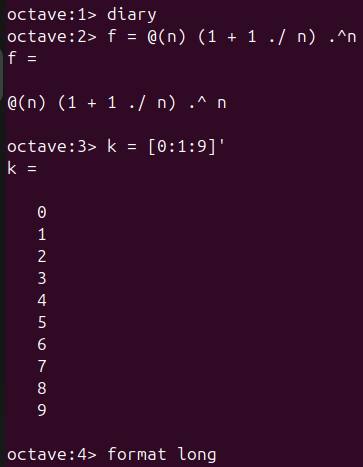 octave:1> diary
octave:2> f = @(n) (1 + 1 ./ n) .^n
f =
@(n) (1 + 1 ./ n) .^ n
octave:3> k = [0:1:9]'
k =
0
1
2
3
4
5
6
7
8
9
octave:4> format long